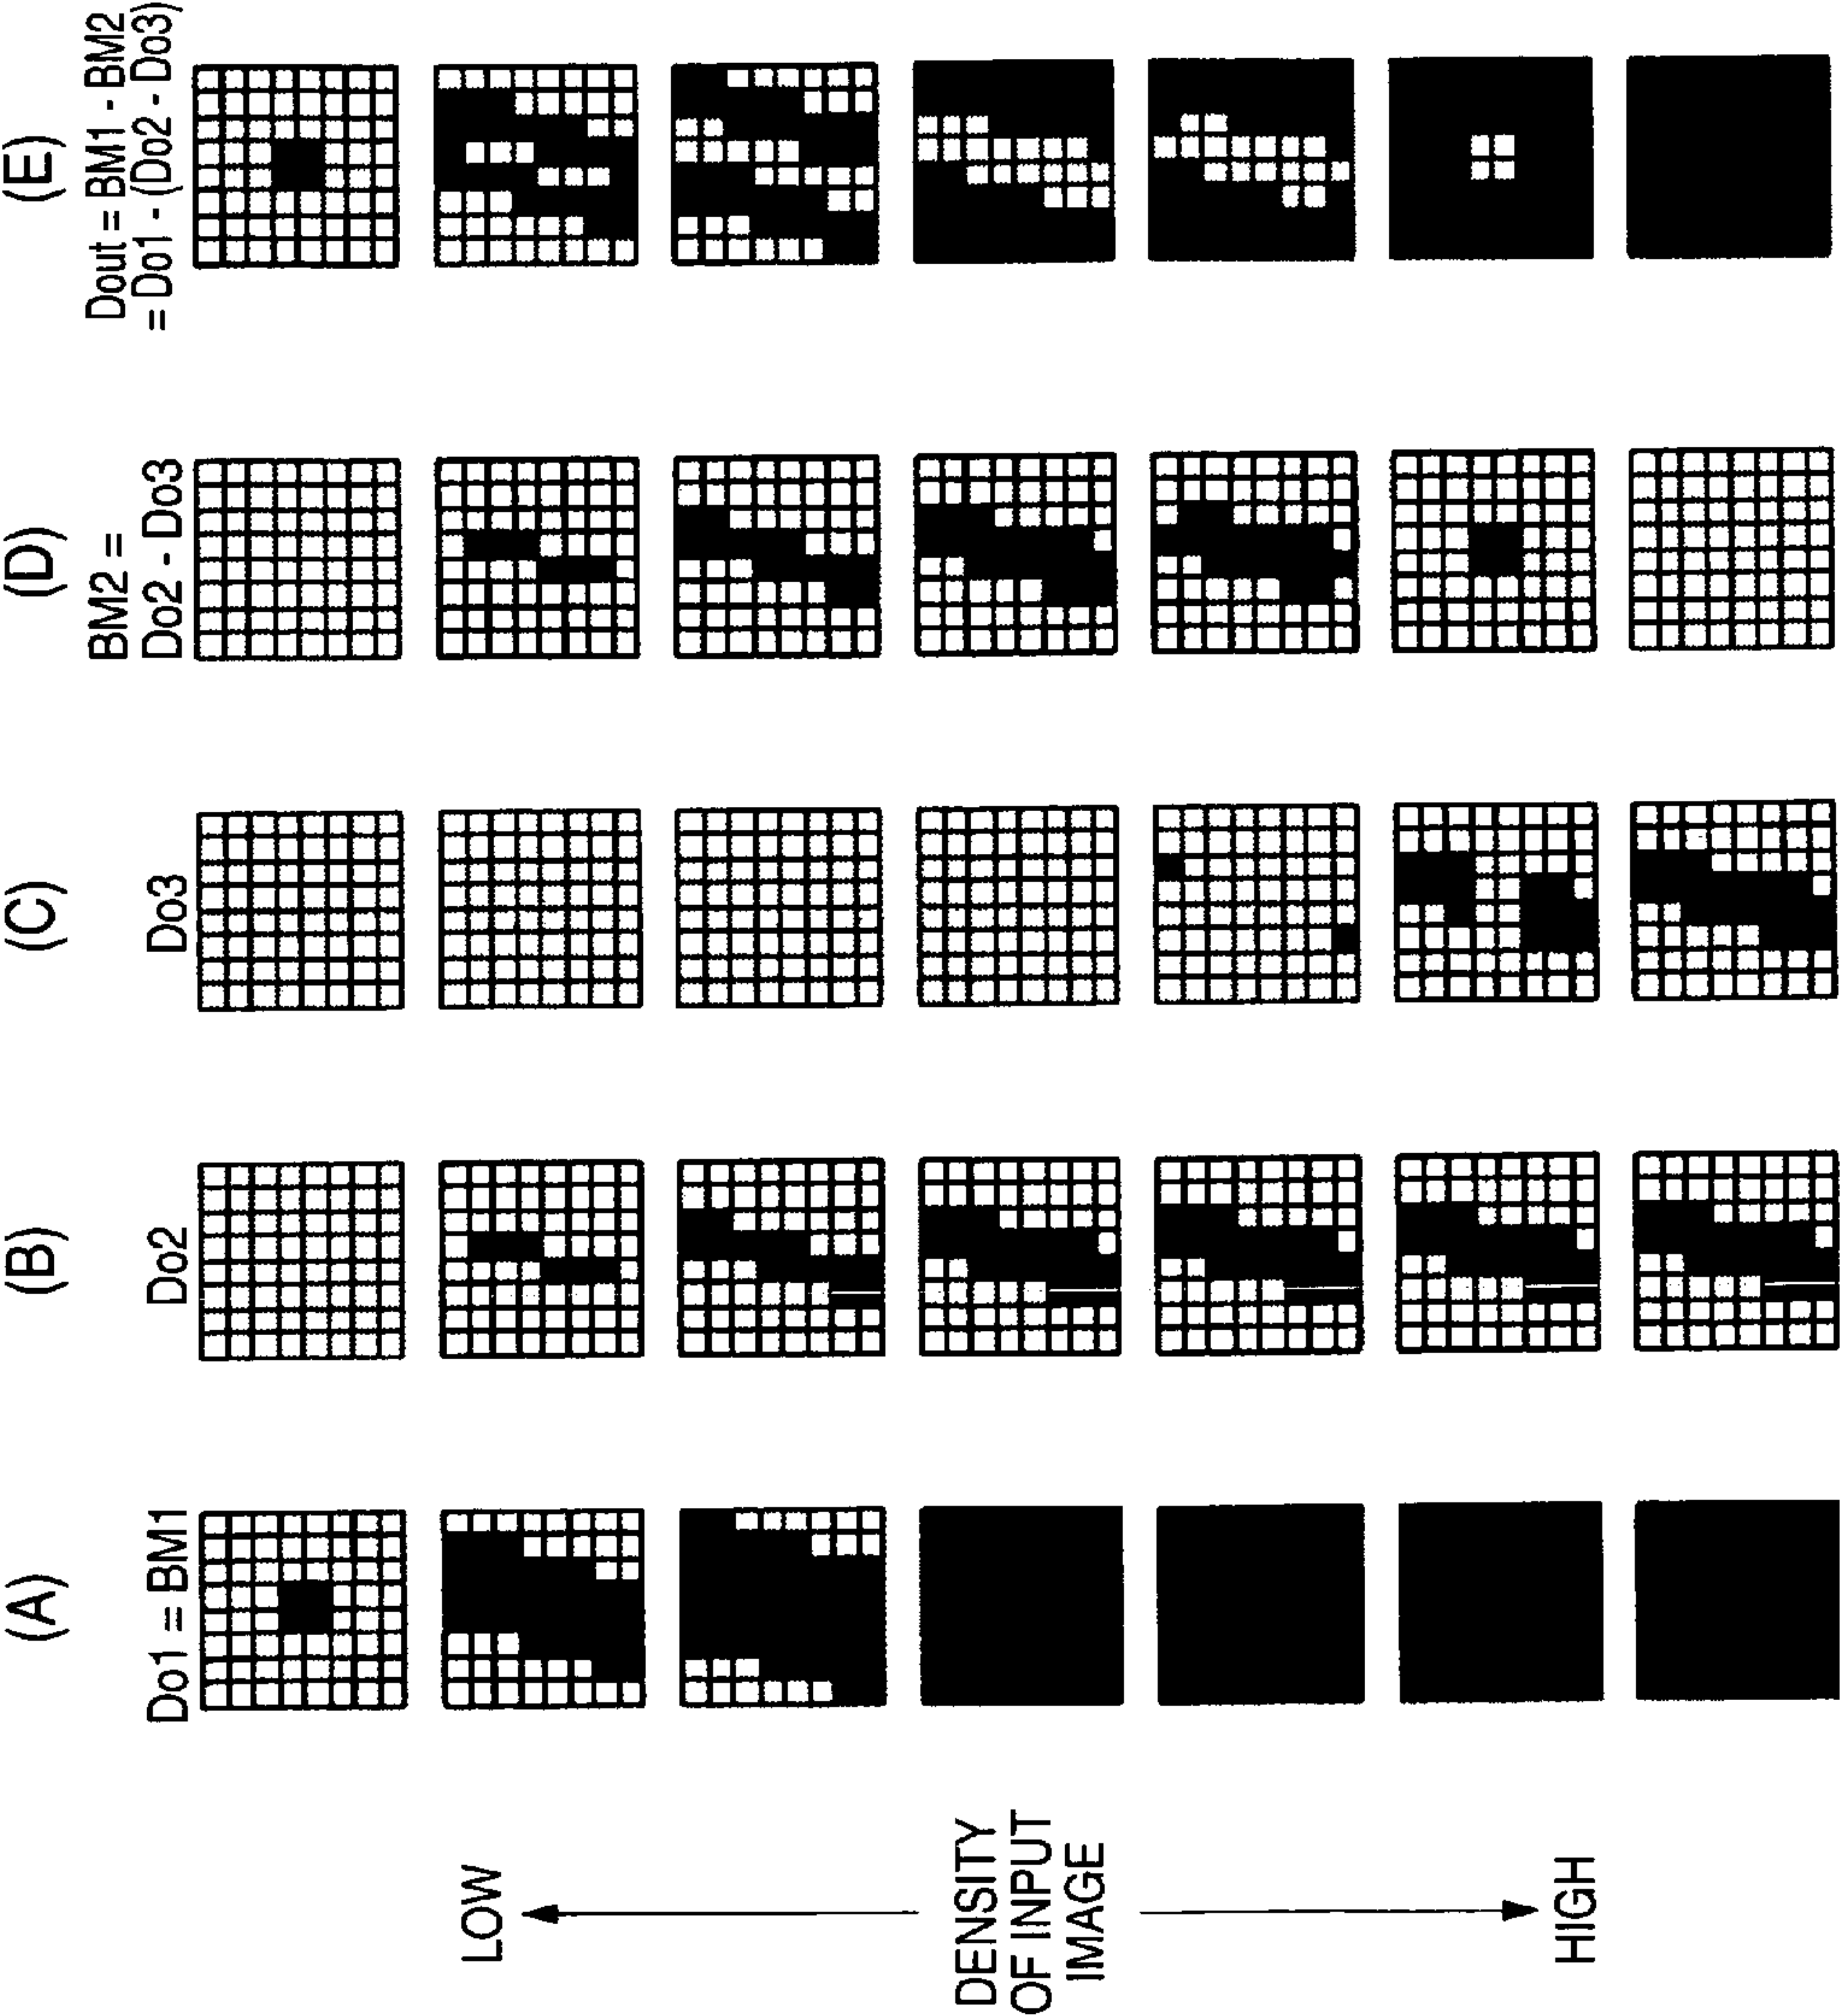 (A)
Do1 = BM1
(B)
Do2
(C)
Do3
(D)
BM2 =
Do2 - Do3
(E)
Dout = BM1 - BM2
= Do1 - (Do2 - Do3)
LOW
DENSITY
OF INPUT
IMAGE
HIGH